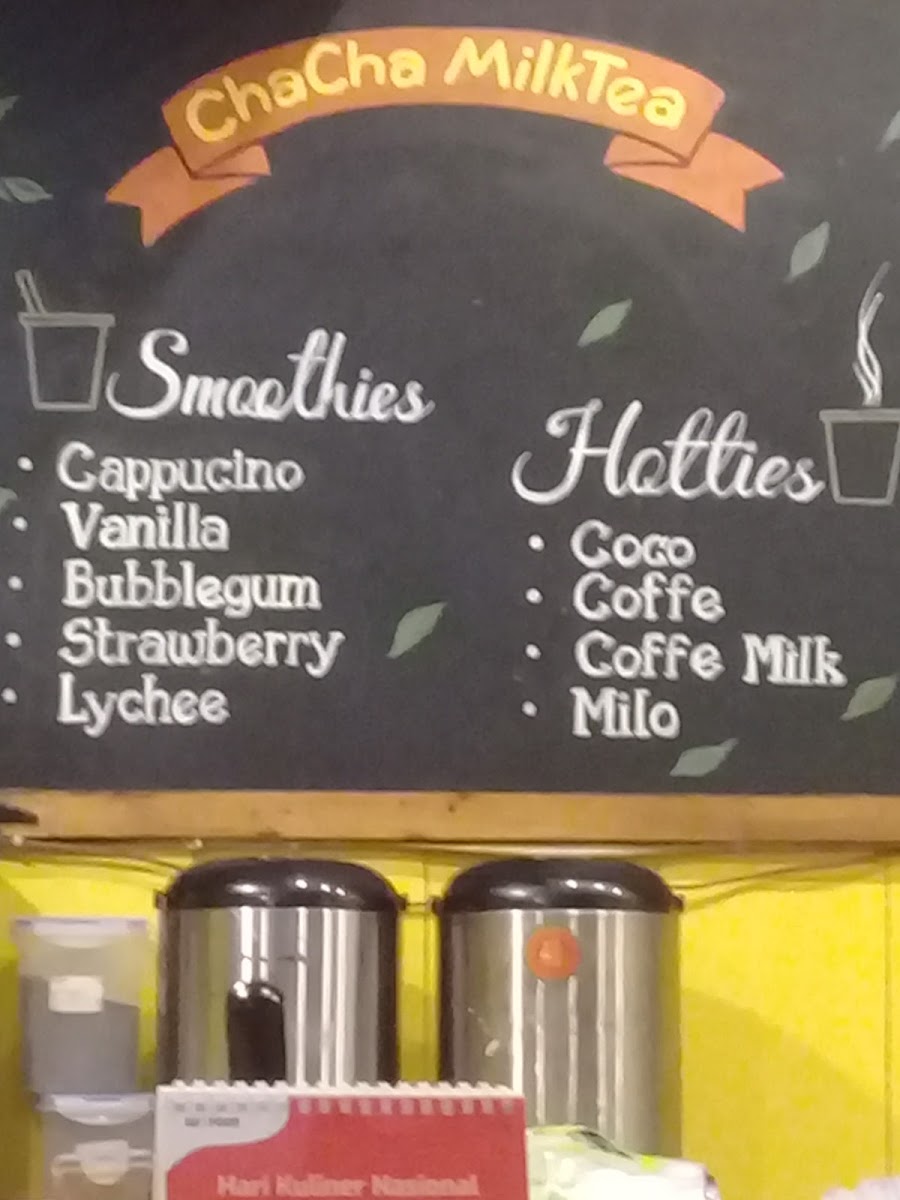 ChaCha MilkTea
Smoothies
• Cappucino
• Vanilla
• Bubblegum
• Strawberry
• Lychee
Hotties
• Coco
• Coffe
• Coffe Milk
• Milo
Hari Kuliner Nasional